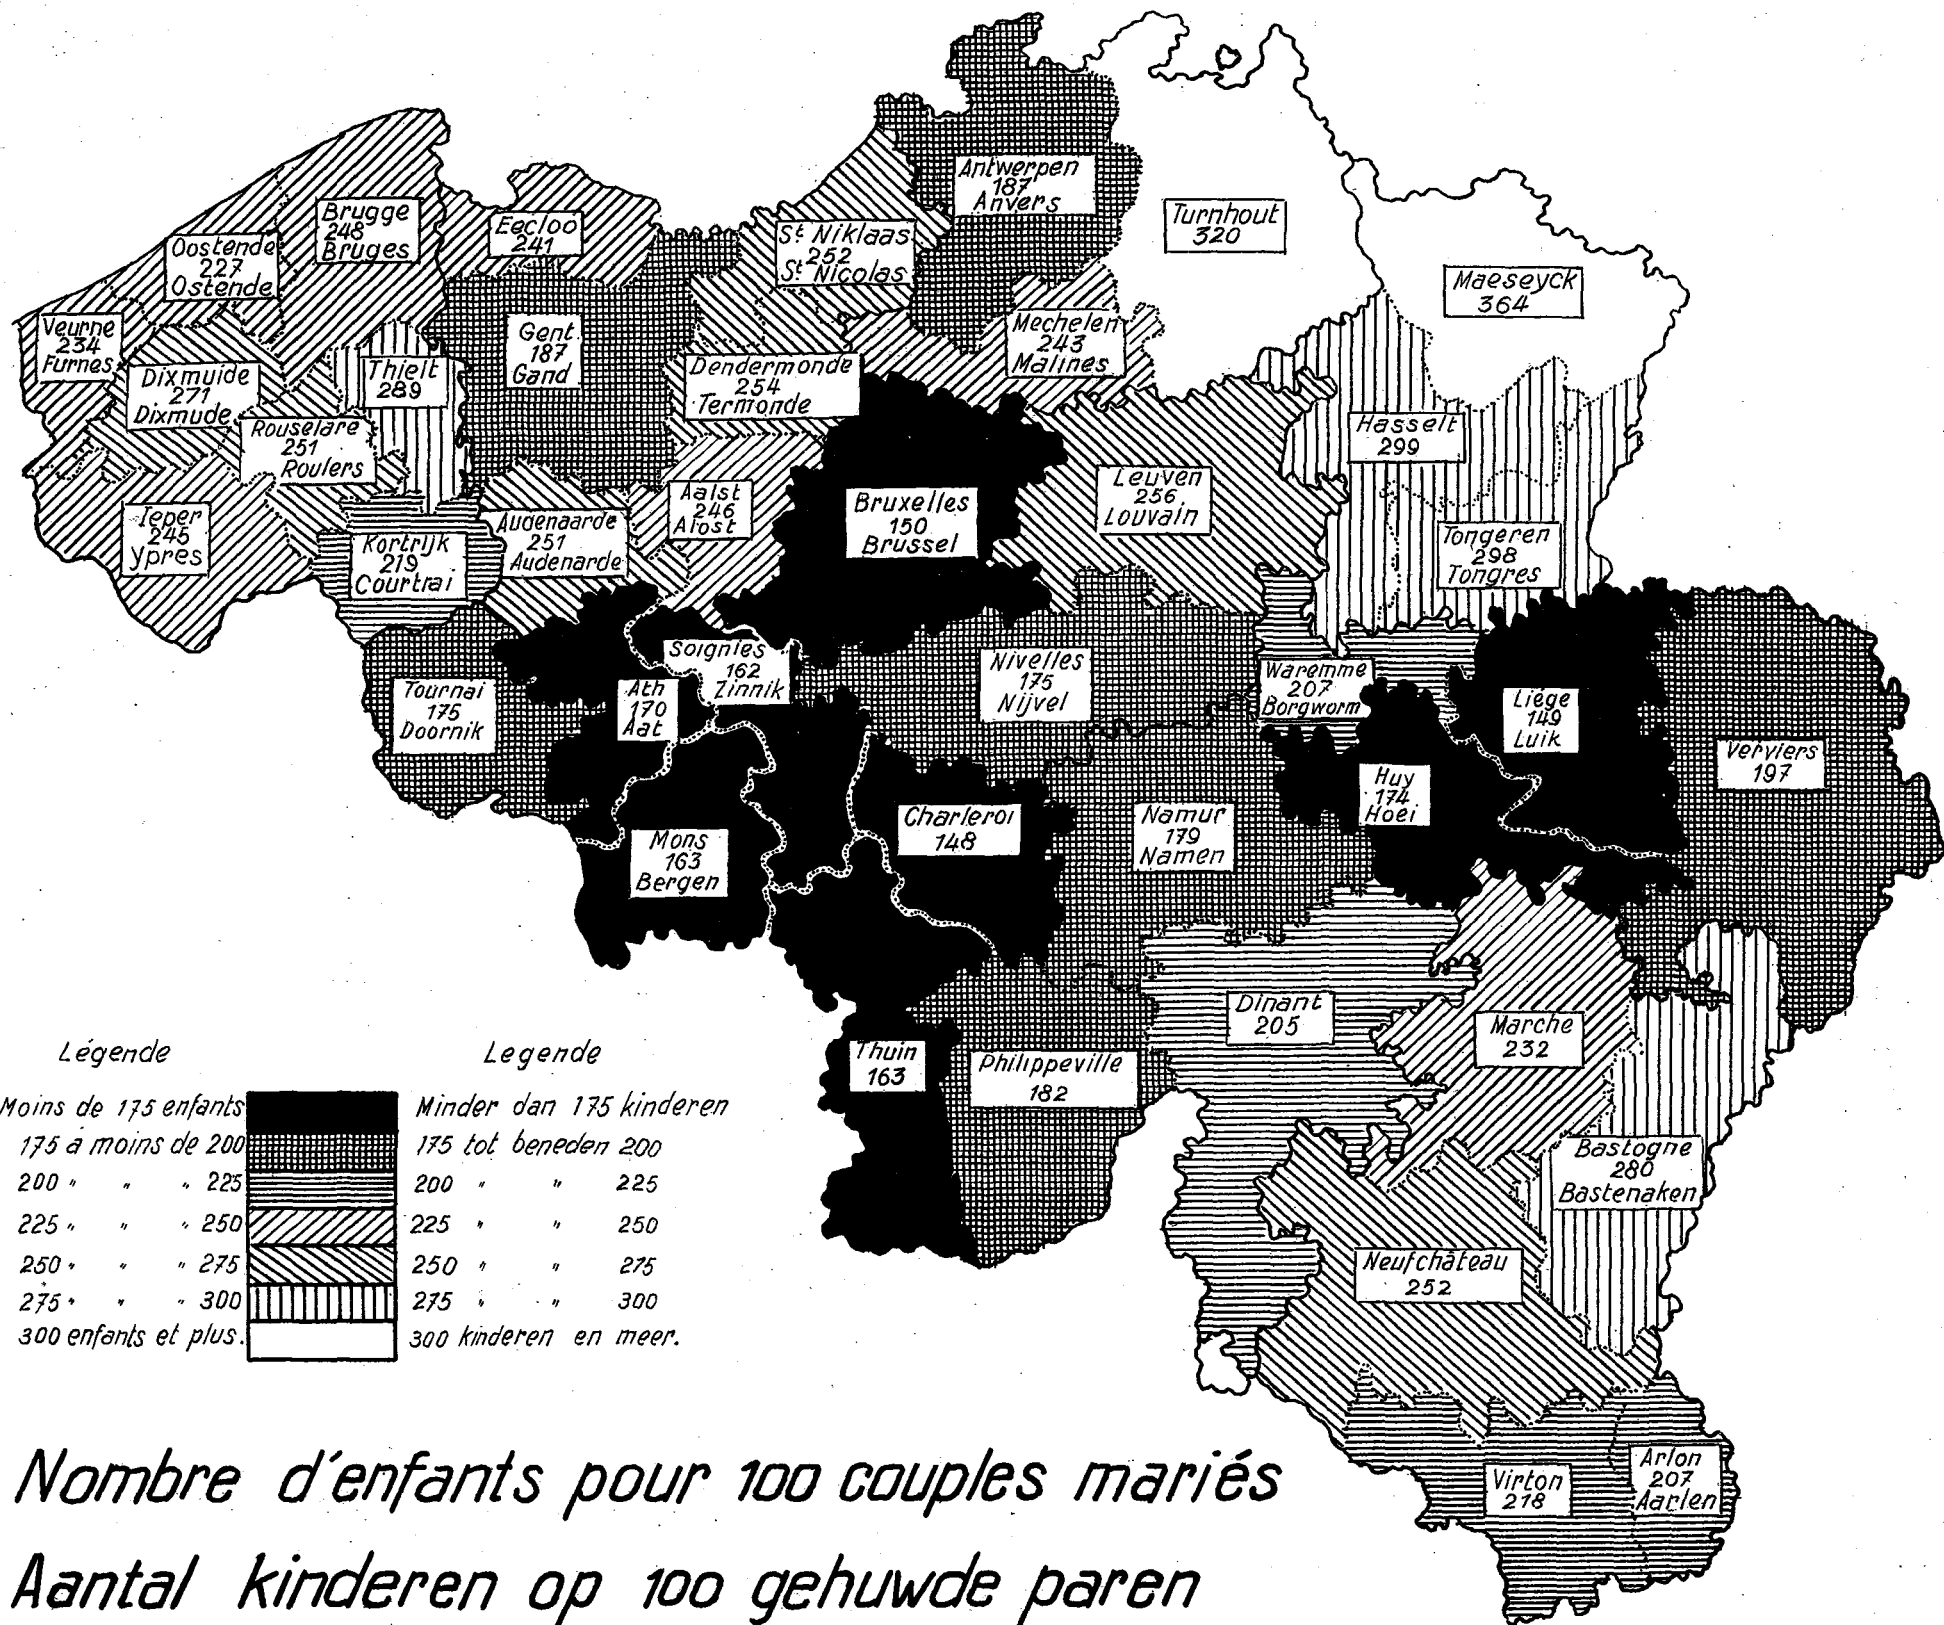 Antwerpen
187
Anvers
Turnhout
320
Maeseyck
364
Brugge
248
Bruges
Eecloo
241
St Niklaas
252
St Nicolas
Oostende
227
Ostende
Veurne
234
Furnes
Gent
187
Gand
Mechelen
243
Malines
Dixmuide
271
Dixmude
Thielt
289
Dendermonde
254
Termonde
Rouselare
251
Roulers
Hasselt
299
Ieper
245
Ypres
Kortrijk
219
Courtrai
Audenaarde
251
Audenarde
Aalst
246
Alost
Bruxelles
150
Brussel
Leuven
256
Louvain
Tongeren
298
Tongres
Soignies
162
Zinnik
Tournai
175
Doornik
Ath
170
Aat
Nivelles
175
Nijvel
Waremme
207
Borgworm
Liége
149
Luik
Verviers
197
Huy
174
Hoei
Mons
163
Bergen
Charleroi
148
Namur
179
Namen
Dinant
205
Marche
232
Thuin
163
Philippeville
182
Bastogne
280
Bastenaken
Neufchâteau
252
Virton
218
Arlon
207
Aarlen
Légende Legende
Moins de 175 enfants Minder dan 175 kinderen
175 à moins de 200 175 tot beneden 200
200 " " " 225 200 " " 225
225 " " " 250 225 " " 250
250 " " " 275 250 " " 275
275 " " " 300 275 " " 300
300 enfants et plus. 300 kinderen en meer.
Nombre d'enfants pour 100 couples mariés
Aantal kinderen op 100 gehuwde paren